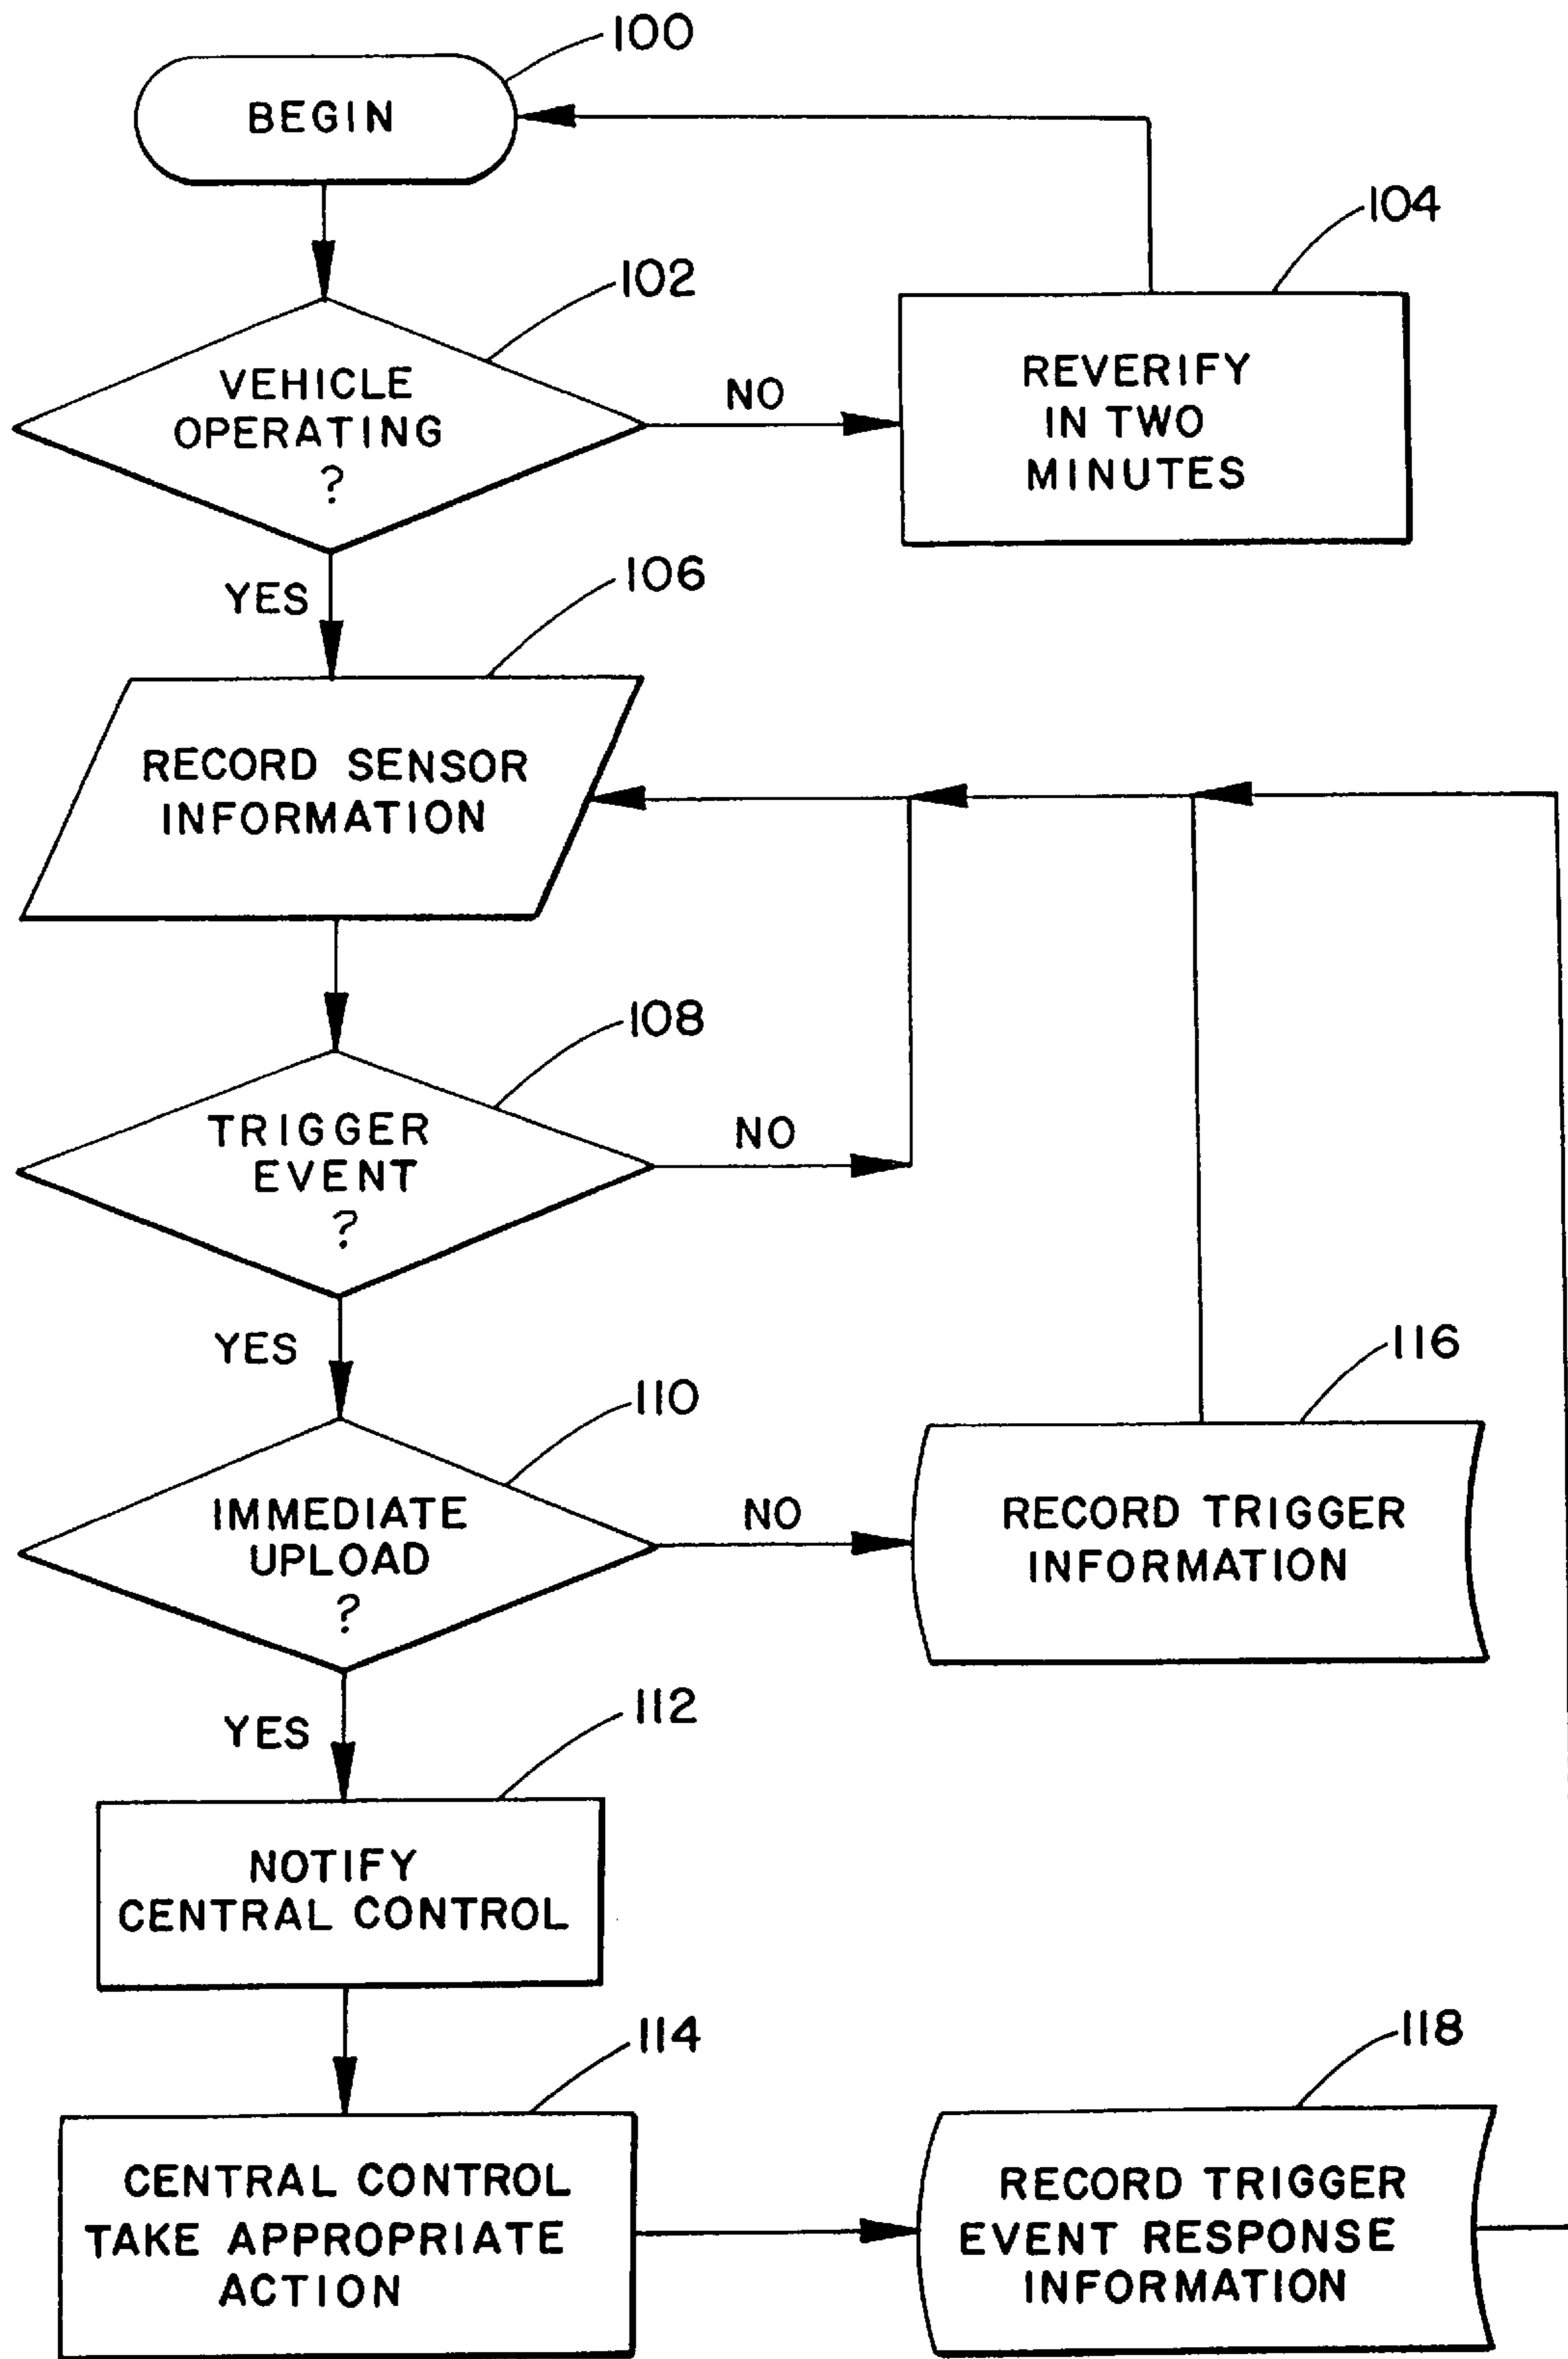 100
BEGIN
104
102
VEHICLE
OPERATING
?
NO
REVERIFY
IN TWO
MINUTES
YES
106
RECORD SENSOR
INFORMATION
108
TRIGGER
EVENT
?
NO
YES
116
110
IMMEDIATE
UPLOAD
?
NO
RECORD TRIGGER
INFORMATION
YES
112
NOTIFY
CENTRAL CONTROL
114
118
CENTRAL CONTROL
TAKE APPROPRIATE
ACTION
RECORD TRIGGER
EVENT RESPONSE
INFORMATION